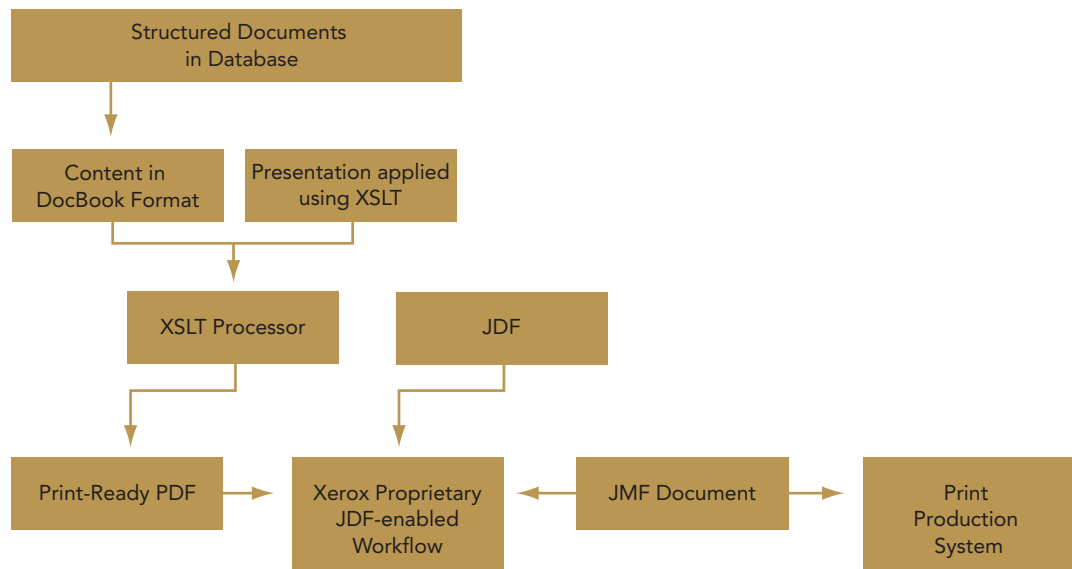 Structured Documents
in Database
Content in
DocBook Format
Presentation applied
using XSLT
XSLT Processor
JDF
Print-Ready PDF
Xerox Proprietary
JDF-enabled
Workflow
JMF Document
Print
Production
System